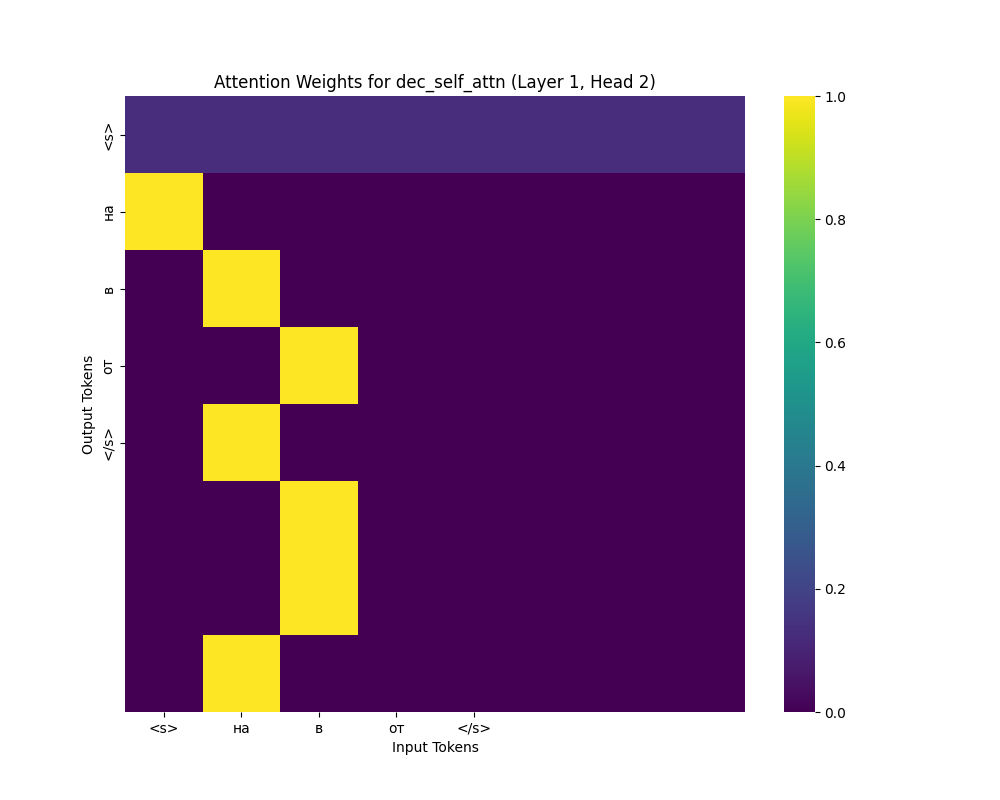 Attention Weights for dec_self_attn (Layer 1, Head 2)
Output Tokens
<s>
на
в
от
</s>
<s> на в от </s>
Input Tokens
1.0
0.8
0.6
0.4
0.2
0.0